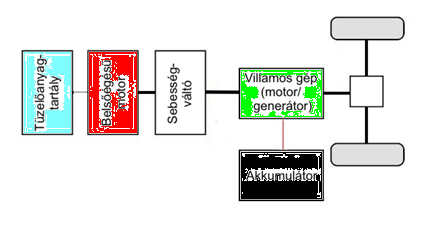 Tüzelőanyag-
tartály
Belsőégésű
motor
Sebesség-
váltó
Villamos gép
(motor/
generátor)
Akkumulátor